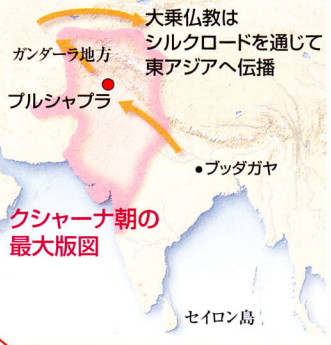 大乗仏教は
シルクロードを通じて
東アジアへ伝播
ガンダーラ地方
プルシャプラ
ブッダガヤ
クシャーナ朝の
最大版図
セイロン島